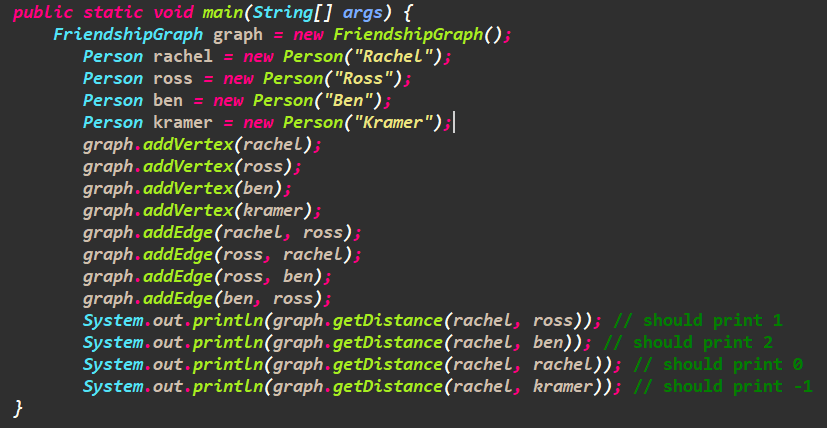 public static void main(String[] args) {
FriendshipGraph graph = new FriendshipGraph();
Person rachel = new Person("Rachel");
Person ross = new Person("Ross");
Person ben = new Person("Ben");
Person kramer = new Person("Kramer");
graph.addVertex(rachel);
graph.addVertex(ross);
graph.addVertex(ben);
graph.addVertex(kramer);
graph.addEdge(rachel, ross);
graph.addEdge(ross, rachel);
graph.addEdge(ross, ben);
graph.addEdge(ben, ross);
System.out.println(graph.getDistance(rachel, ross)); // should print 1
System.out.println(graph.getDistance(rachel, ben)); // should print 2
System.out.println(graph.getDistance(rachel, rachel)); // should print 0
System.out.println(graph.getDistance(rachel, kramer)); // should print -1
}